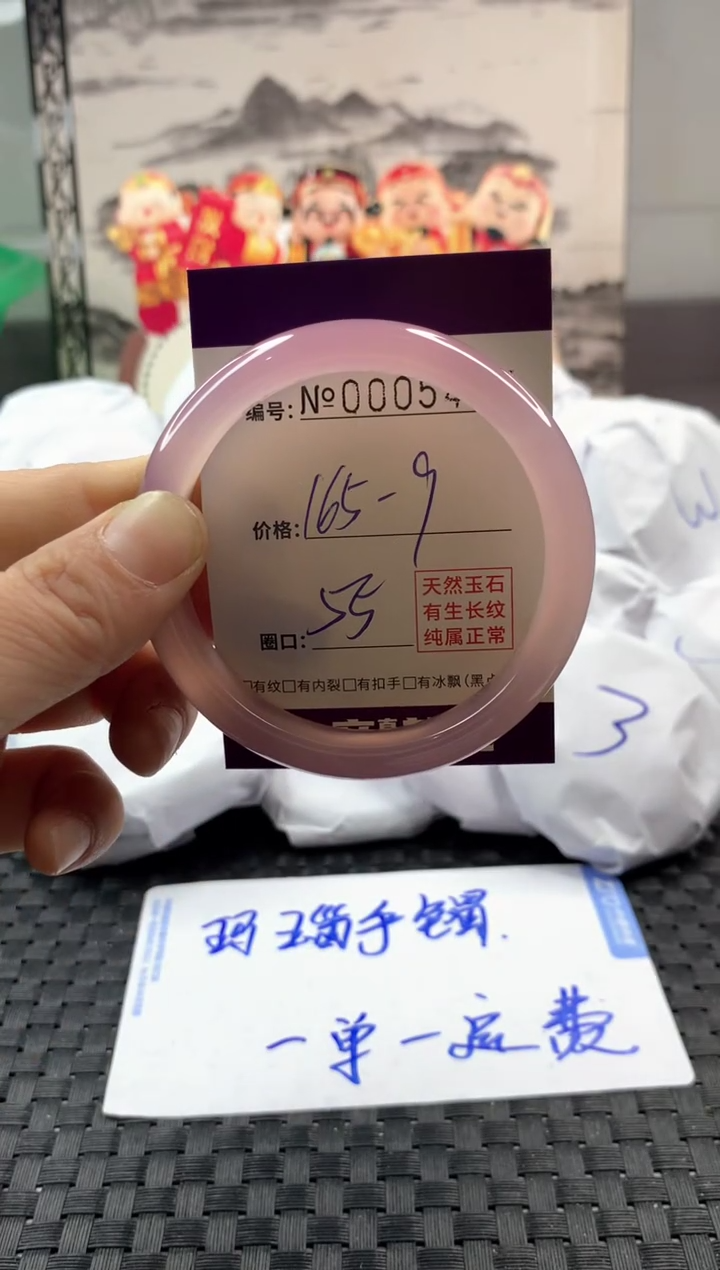 编号: №0005
价格: 165-9
圈口: 55
天然玉石
有生长纹
纯属正常
□有纹□有内裂□有扣手□有冰飘(黑
3
玛瑙手镯.
一单一运费